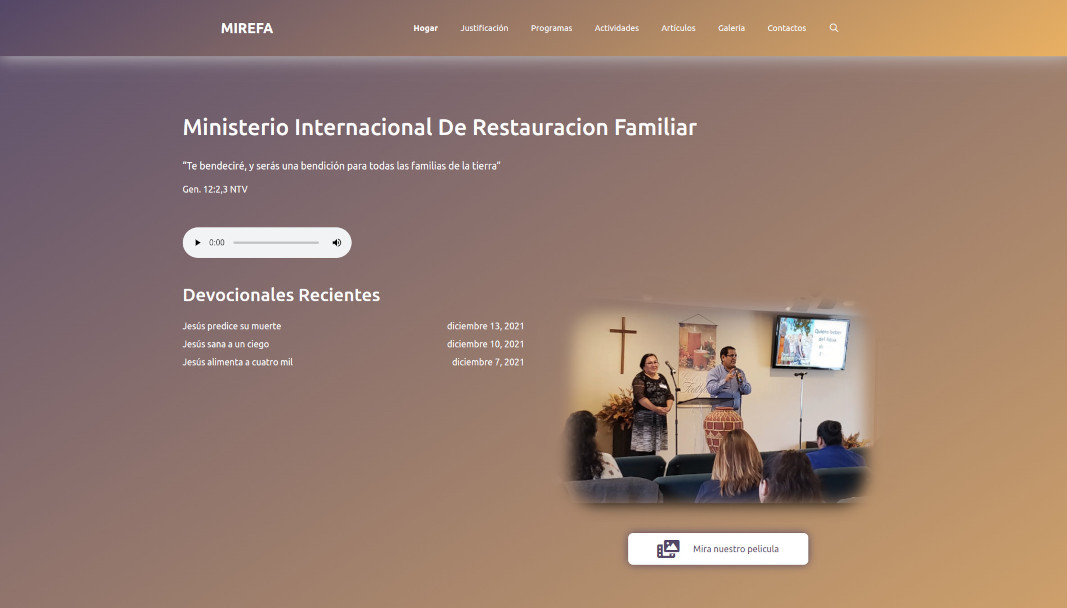 MIREFA
Hogar Justificación Programas Actividades Artículos Galería Contactos
Ministerio Internacional De Restauracion Familiar
“Te bendeciré, y serás una bendición para todas las familias de la tierra”
Gen. 12:2,3 NTV
0:00
Devocionales Recientes
Jesús predice su muerte diciembre 13, 2021
Jesús sana a un ciego diciembre 10, 2021
Jesús alimenta a cuatro mil diciembre 7, 2021
Mira nuestro pelicula